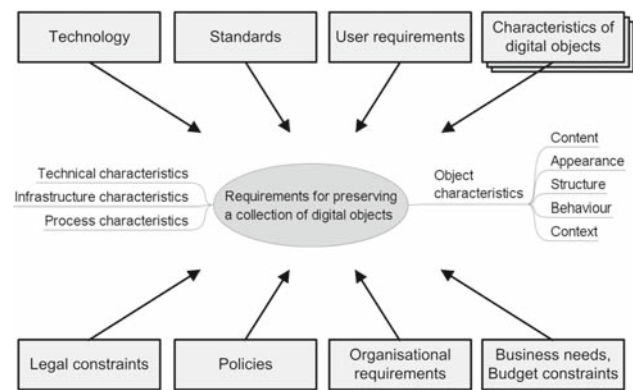 Technology
Standards
User requirements
Characteristics of
digital objects
Technical characteristics
Infrastructure characteristics
Process characteristics
Requirements for preserving
a collection of digital objects
Object
characteristics
Content
Appearance
Structure
Behaviour
Context
Legal constraints
Policies
Organisational
requirements
Business needs,
Budget constraints